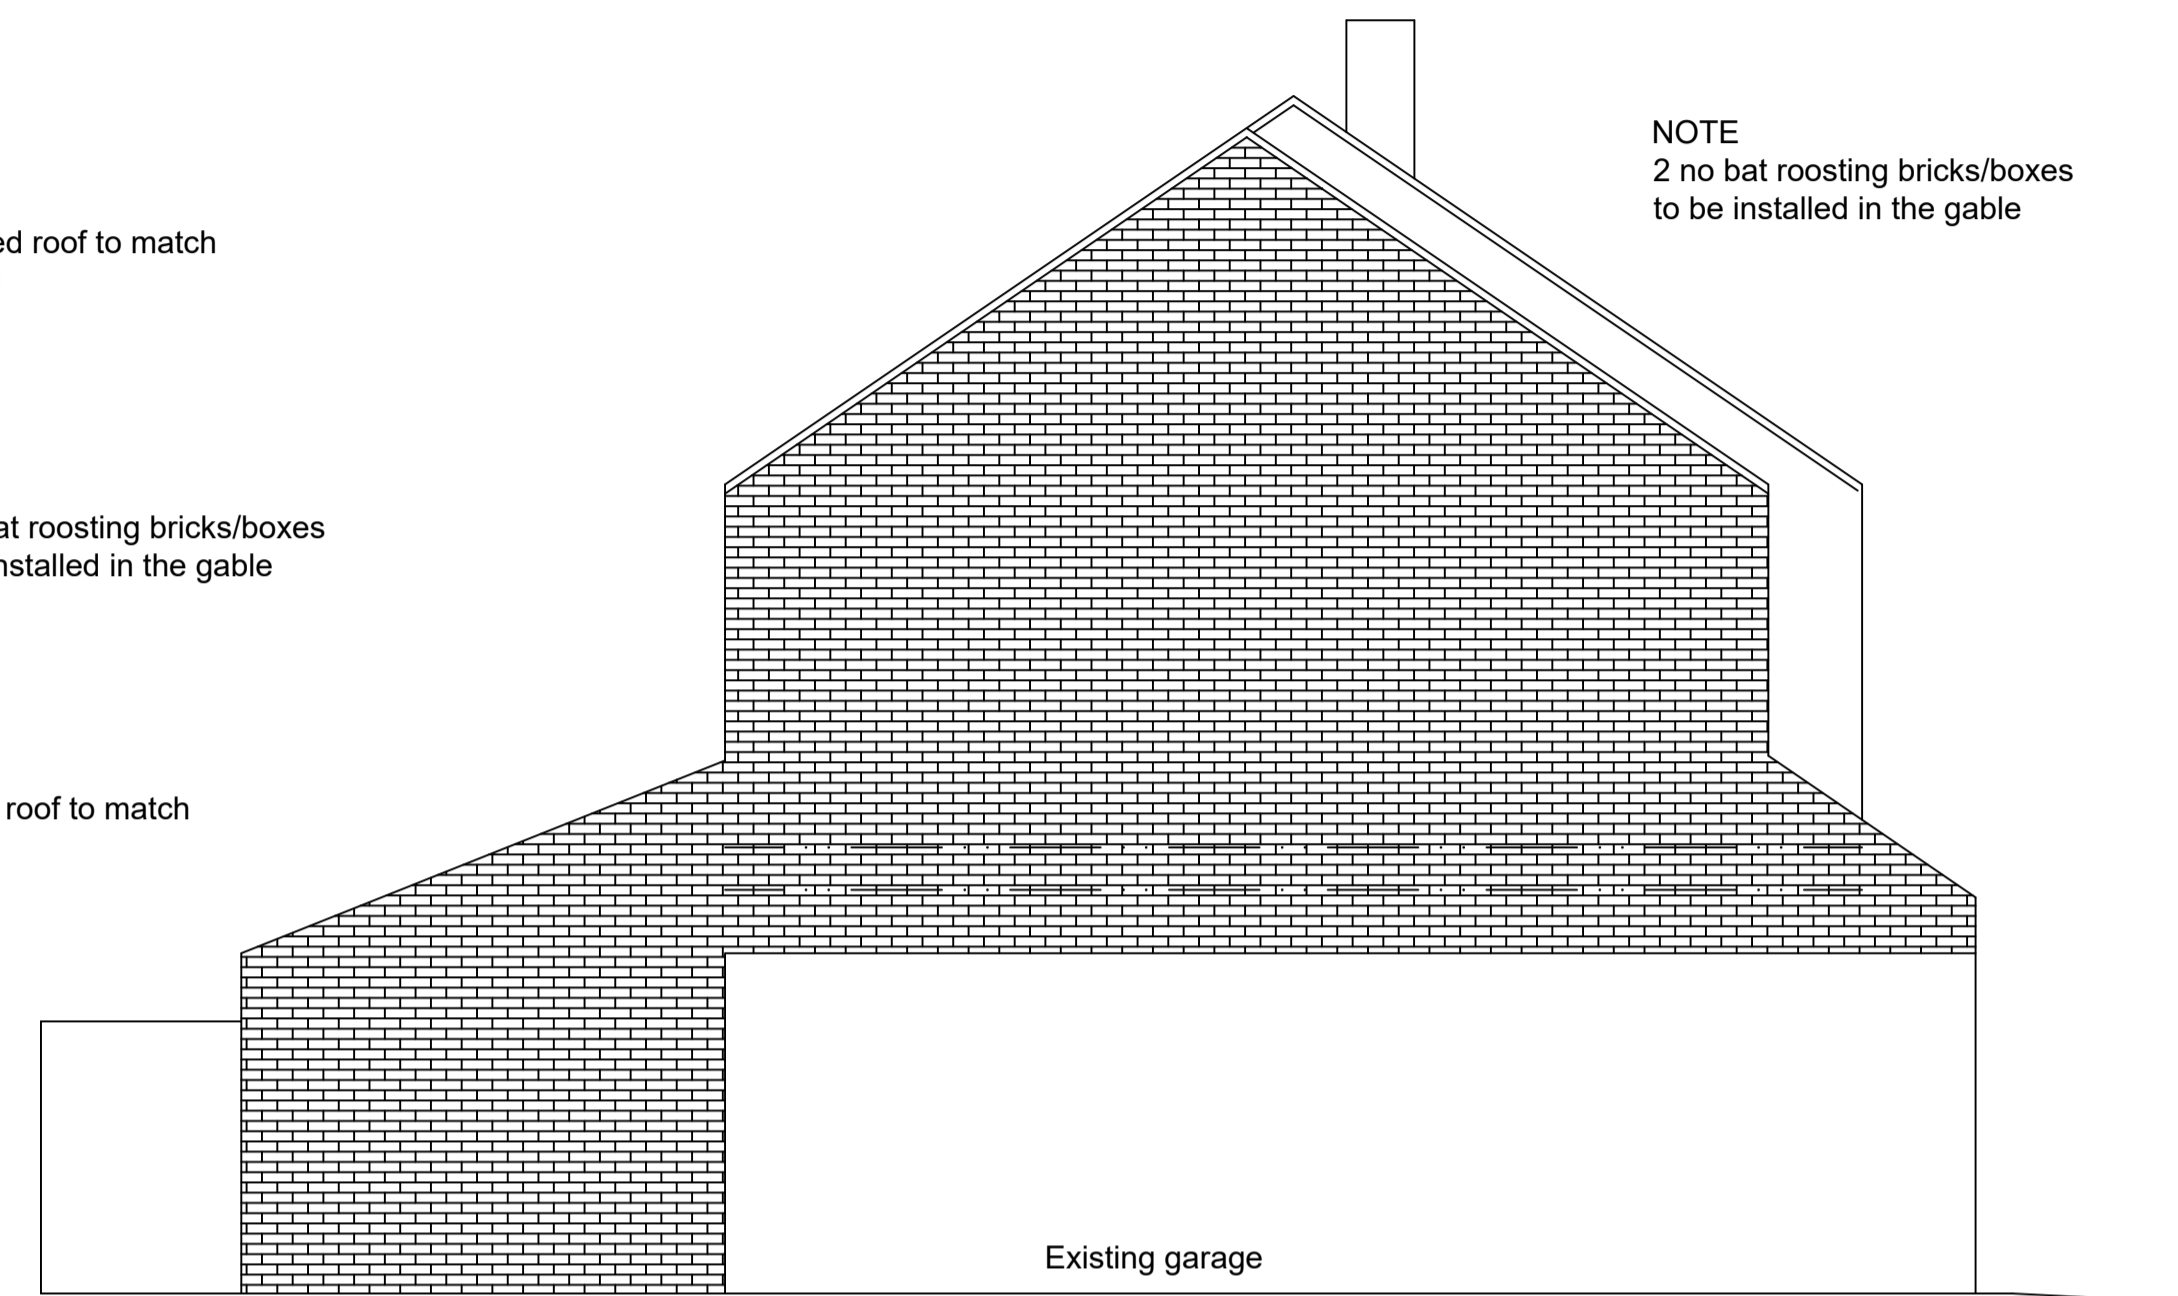 NOTE
2 no bat roosting bricks/boxes
to be installed in the gable
ed roof to match
at roosting bricks/boxes
nstalled in the gable
roof to match
Existing garage